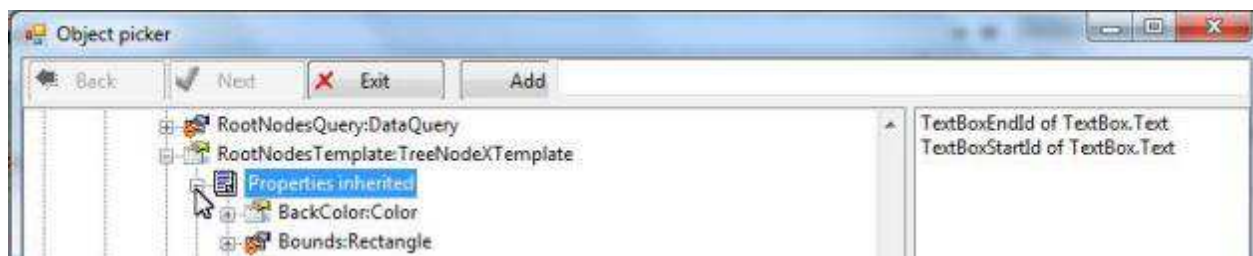 Object picker
Back Next Exit Add
RootNodesQuery:DataQuery
RootNodesTemplate:TreeNodeXTemplate
Properties inherited
BackColor:Color
Bounds:Rectangle
TextBoxEndId of TextBox.Text
TextBoxStartId of TextBox.Text